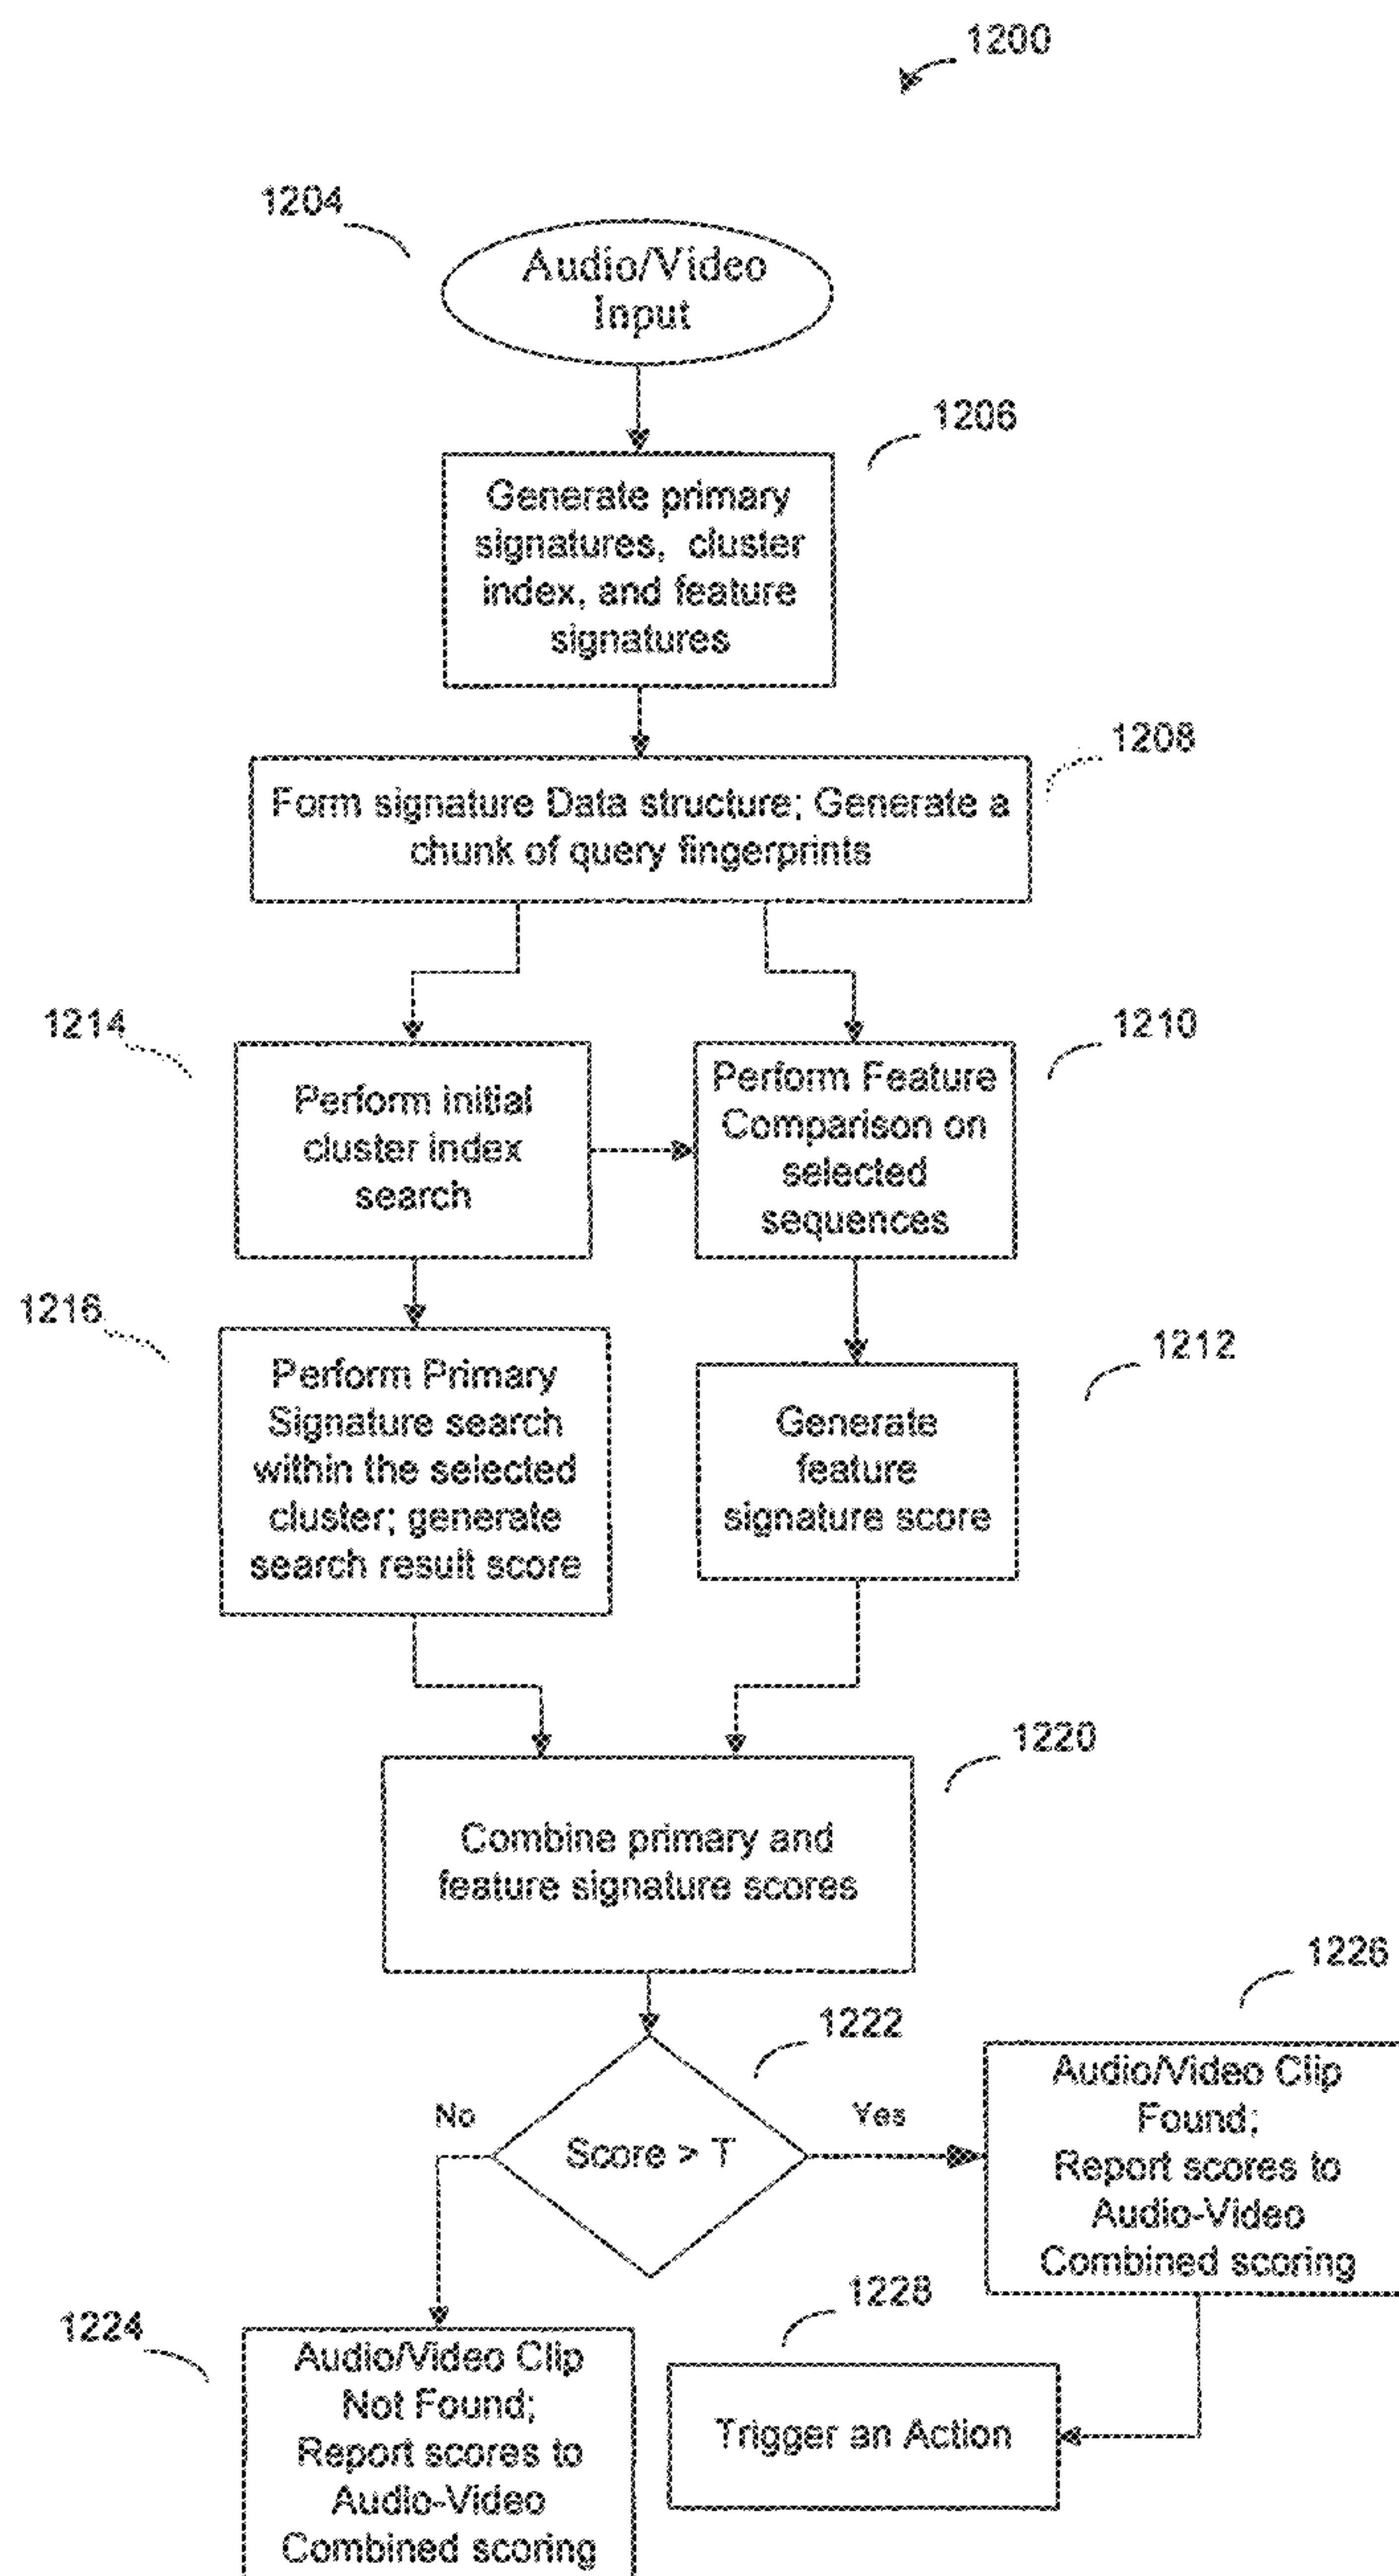 1200
1204
Audio/Video
Input
1206
Generate primary
signatures, cluster
index, and feature
signatures
1208
Form signature Data structure; Generate a
chunk of query fingerprints
1214
Perform initial
cluster index
search
1210
Perform Feature
Comparison on
selected
sequences
1216
Perform Primary
Signature search
within the selected
cluster; generate
search result score
1212
Generate
feature
signature score
1220
Combine primary and
feature signature scores
1222
No
Score > T
Yes
1226
Audio/Video Clip
Found;
Report scores to
Audio-Video
Combined scoring
1224
Audio/Video Clip
Not Found;
Report scores to
Audio-Video
Combined scoring
1228
Trigger an Action